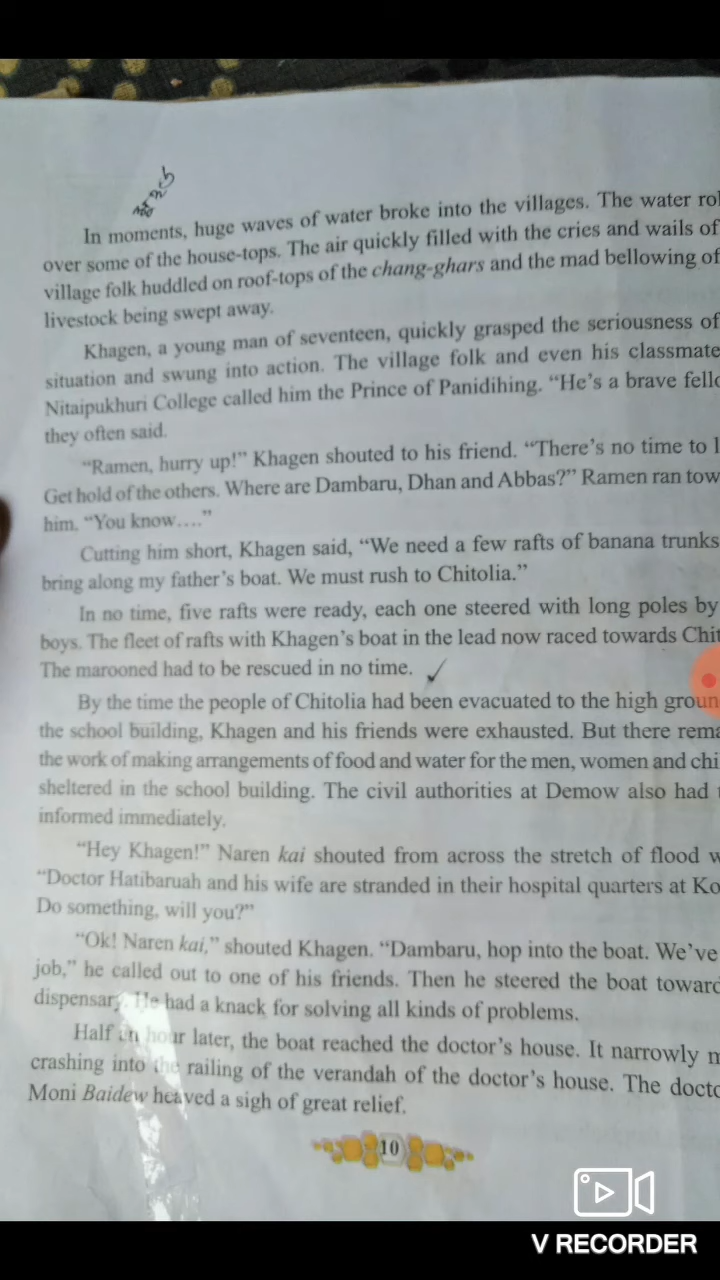 In moments, huge waves of water broke into the villages. The water rol
over some of the house-tops. The air quickly filled with the cries and wails of
village folk huddled on roof-tops of the chang-ghars and the mad bellowing of
livestock being swept away.
Khagen, a young man of seventeen, quickly grasped the seriousness of
situation and swung into action. The village folk and even his classmate
Nitaipukhuri College called him the Prince of Panidihing. “He’s a brave fello
they often said.
“Ramen, hurry up!” Khagen shouted to his friend. “There’s no time to l
Get hold of the others. Where are Dambaru, Dhan and Abbas?” Ramen ran tow
him. “You know....”
Cutting him short, Khagen said, “We need a few rafts of banana trunks
bring along my father’s boat. We must rush to Chitolia.”
In no time, five rafts were ready, each one steered with long poles by
boys. The fleet of rafts with Khagen’s boat in the lead now raced towards Chit
The marooned had to be rescued in no time.
By the time the people of Chitolia had been evacuated to the high groun
the school building, Khagen and his friends were exhausted. But there rema
the work of making arrangements of food and water for the men, women and chi
sheltered in the school building. The civil authorities at Demow also had
informed immediately.
“Hey Khagen!” Naren kai shouted from across the stretch of flood w
“Doctor Hatibaruah and his wife are stranded in their hospital quarters at Ko
Do something, will you?”
“Ok! Naren kai,” shouted Khagen. “Dambaru, hop into the boat. We’ve
job,” he called out to one of his friends. Then he steered the boat toward
dispensary. He had a knack for solving all kinds of problems.
Half an hour later, the boat reached the doctor’s house. It narrowly m
crashing into the railing of the verandah of the doctor’s house. The docto
Moni Baidew heaved a sigh of great relief.
10
V RECORDER